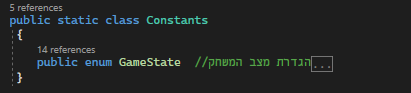 5 references
public static class Constants
{
14 references
public enum GameState //הגדרת מצב המשחק...
}